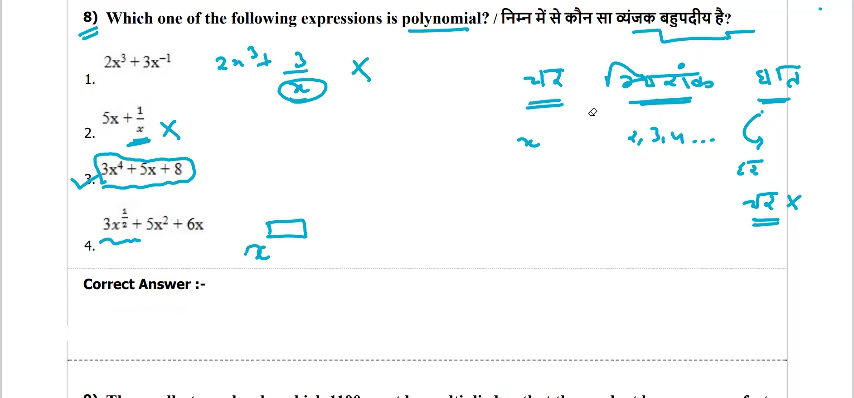 8) Which one of the following expressions is polynomial? / निम्न में से कौन सा व्यंजक बहुपदीय है?
1. 2x³ + 3x⁻¹
2x³ + 3/x ×
चर अचरांक घात
2. 5x + 1/x ×
x 2, 3, 4 ...
3. 3x⁴ + 5x + 8
हर
चर ×
4. 3x^(1/2) + 5x² + 6x
x
Correct Answer :-